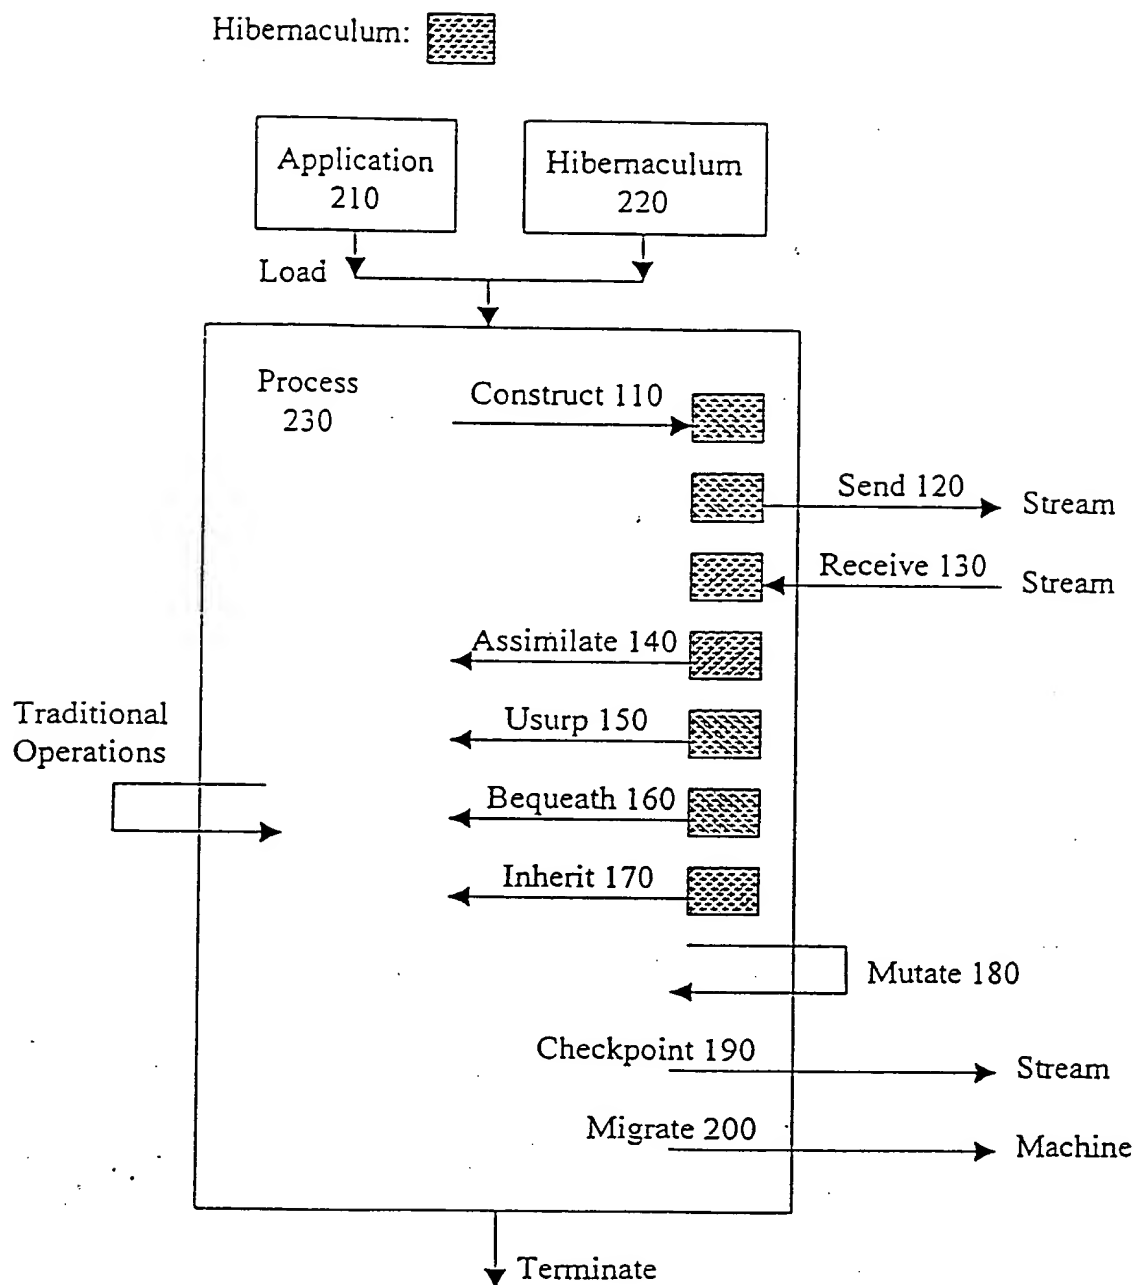 Hibernaculum:
Application
210
Hibernaculum
220
Load
Process
230
Construct 110
Send 120
Stream
Receive 130
Stream
Assimilate 140
Usurp 150
Traditional
Operations
Bequeath 160
Inherit 170
Mutate 180
Checkpoint 190
Stream
Migrate 200
Machine
Terminate